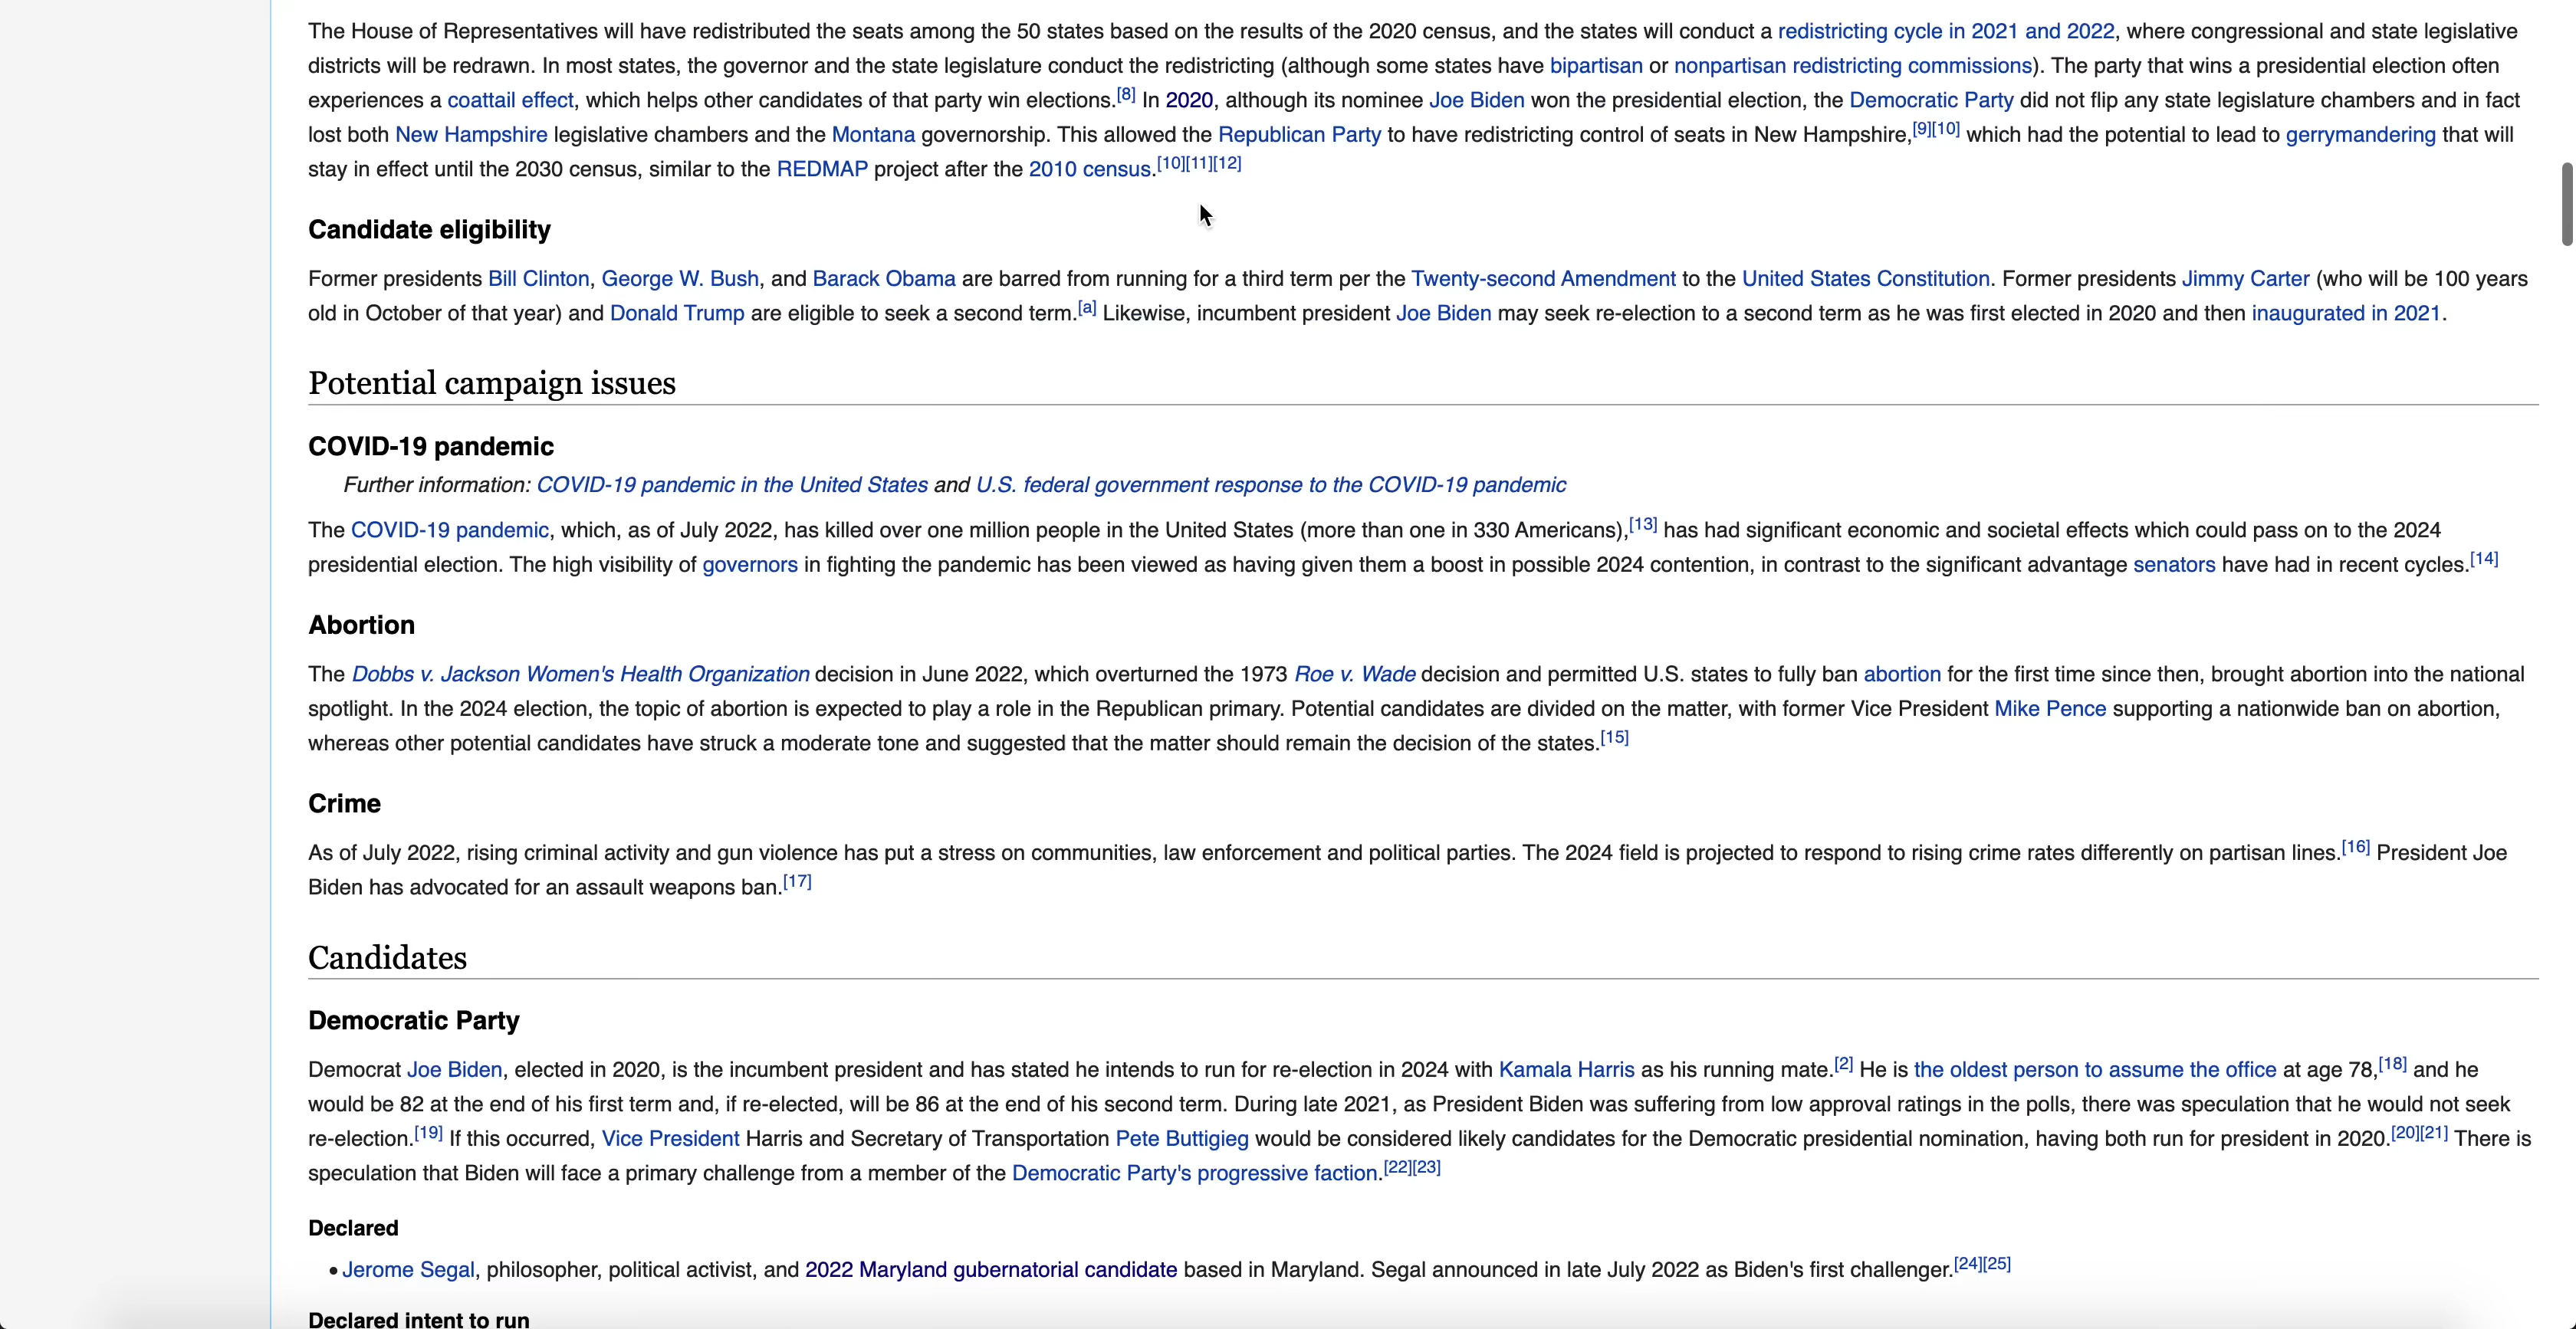 The House of Representatives will have redistributed the seats among the 50 states based on the results of the 2020 census, and the states will conduct a redistricting cycle in 2021 and 2022, where congressional and state legislative
districts will be redrawn. In most states, the governor and the state legislature conduct the redistricting (although some states have bipartisan or nonpartisan redistricting commissions). The party that wins a presidential election often
experiences a coattail effect, which helps other candidates of that party win elections.[8] In 2020, although its nominee Joe Biden won the presidential election, the Democratic Party did not flip any state legislature chambers and in fact
lost both New Hampshire legislative chambers and the Montana governorship. This allowed the Republican Party to have redistricting control of seats in New Hampshire,[9][10] which had the potential to lead to gerrymandering that will
stay in effect until the 2030 census, similar to the REDMAP project after the 2010 census.[10][11][12]
Candidate eligibility
Former presidents Bill Clinton, George W. Bush, and Barack Obama are barred from running for a third term per the Twenty-second Amendment to the United States Constitution. Former presidents Jimmy Carter (who will be 100 years
old in October of that year) and Donald Trump are eligible to seek a second term.[a] Likewise, incumbent president Joe Biden may seek re-election to a second term as he was first elected in 2020 and then inaugurated in 2021.
Potential campaign issues
COVID-19 pandemic
Further information: COVID-19 pandemic in the United States and U.S. federal government response to the COVID-19 pandemic
The COVID-19 pandemic, which, as of July 2022, has killed over one million people in the United States (more than one in 330 Americans),[13] has had significant economic and societal effects which could pass on to the 2024
presidential election. The high visibility of governors in fighting the pandemic has been viewed as having given them a boost in possible 2024 contention, in contrast to the significant advantage senators have had in recent cycles.[14]
Abortion
The Dobbs v. Jackson Women's Health Organization decision in June 2022, which overturned the 1973 Roe v. Wade decision and permitted U.S. states to fully ban abortion for the first time since then, brought abortion into the national
spotlight. In the 2024 election, the topic of abortion is expected to play a role in the Republican primary. Potential candidates are divided on the matter, with former Vice President Mike Pence supporting a nationwide ban on abortion,
whereas other potential candidates have struck a moderate tone and suggested that the matter should remain the decision of the states.[15]
Crime
As of July 2022, rising criminal activity and gun violence has put a stress on communities, law enforcement and political parties. The 2024 field is projected to respond to rising crime rates differently on partisan lines.[16] President Joe
Biden has advocated for an assault weapons ban.[17]
Candidates
Democratic Party
Democrat Joe Biden, elected in 2020, is the incumbent president and has stated he intends to run for re-election in 2024 with Kamala Harris as his running mate.[2] He is the oldest person to assume the office at age 78,[18] and he
would be 82 at the end of his first term and, if re-elected, will be 86 at the end of his second term. During late 2021, as President Biden was suffering from low approval ratings in the polls, there was speculation that he would not seek
re-election.[19] If this occurred, Vice President Harris and Secretary of Transportation Pete Buttigieg would be considered likely candidates for the Democratic presidential nomination, having both run for president in 2020.[20][21] There is
speculation that Biden will face a primary challenge from a member of the Democratic Party's progressive faction.[22][23]
Declared
• Jerome Segal, philosopher, political activist, and 2022 Maryland gubernatorial candidate based in Maryland. Segal announced in late July 2022 as Biden's first challenger.[24][25]
Declared intent to run